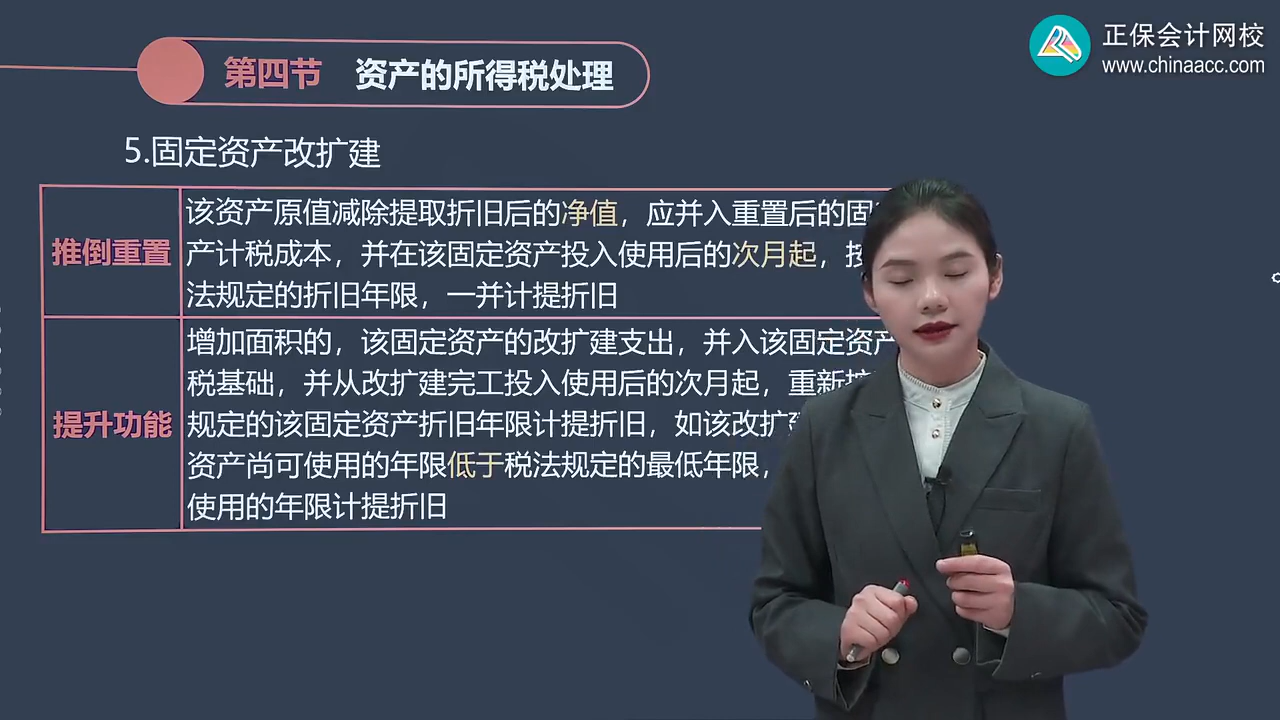 正保会计网校
www.chinaacc.com
第四节 资产的所得税处理
5.固定资产改扩建
推倒重置
该资产原值减除提取折旧后的净值，应并入重置后的固
产计税成本，并在该固定资产投入使用后的次月起，按
法规定的折旧年限，一并计提折旧
提升功能
增加面积的，该固定资产的改扩建支出，并入该固定资产
税基础，并从改扩建完工投入使用后的次月起，重新按
规定的该固定资产折旧年限计提折旧，如该改扩
资产尚可使用的年限低于税法规定的最低年限，
使用的年限计提折旧